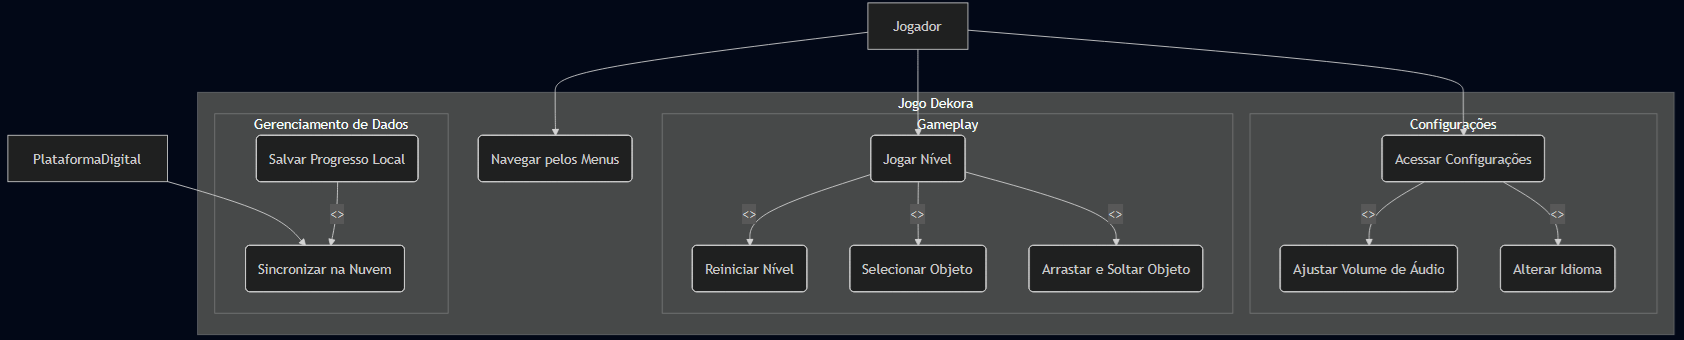 Jogador
Jogo Dekora
Gerenciamento de Dados
Gameplay
Configurações
PlataformaDigital
Salvar Progresso Local
Navegar pelos Menus
Jogar Nível
Acessar Configurações
<>
<>
<>
<>
<>
<>
Sincronizar na Nuvem
Reiniciar Nível
Selecionar Objeto
Arrastar e Soltar Objeto
Ajustar Volume de Áudio
Alterar Idioma